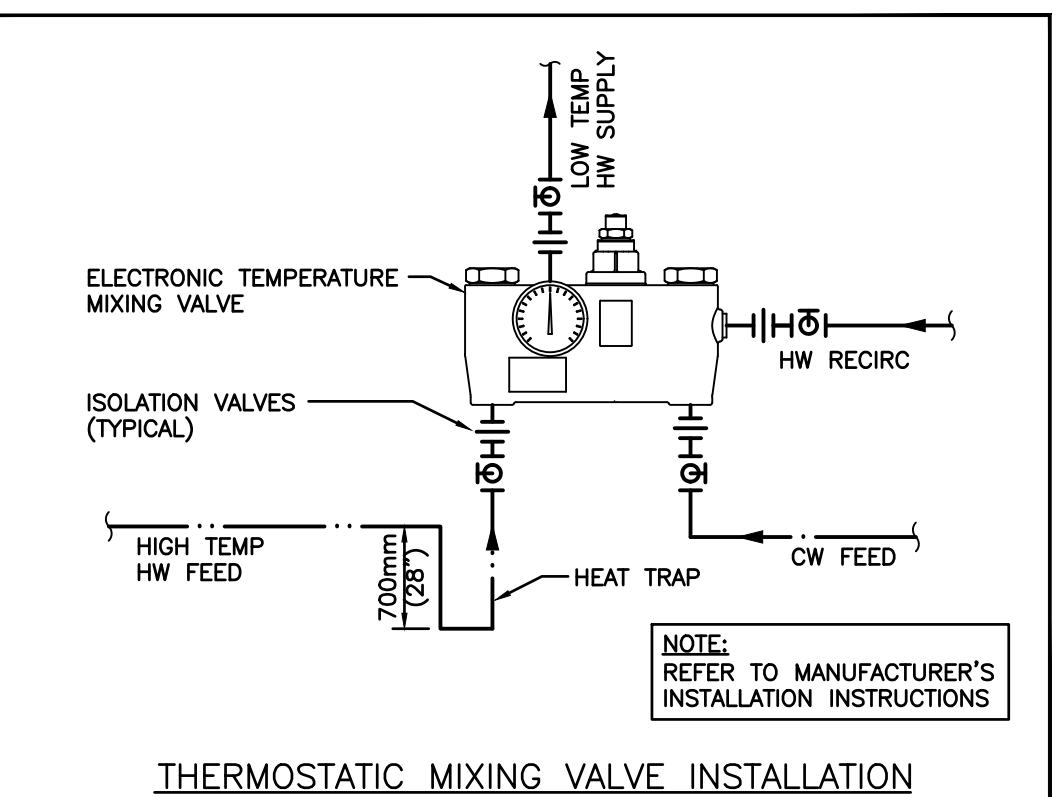 LOW TEMP
HW SUPPLY
ELECTRONIC TEMPERATURE
MIXING VALVE
HW RECIRC
ISOLATION VALVES
(TYPICAL)
HIGH TEMP
HW FEED
700mm
(28")
HEAT TRAP
CW FEED
NOTE:
REFER TO MANUFACTURER'S
INSTALLATION INSTRUCTIONS
THERMOSTATIC MIXING VALVE INSTALLATION